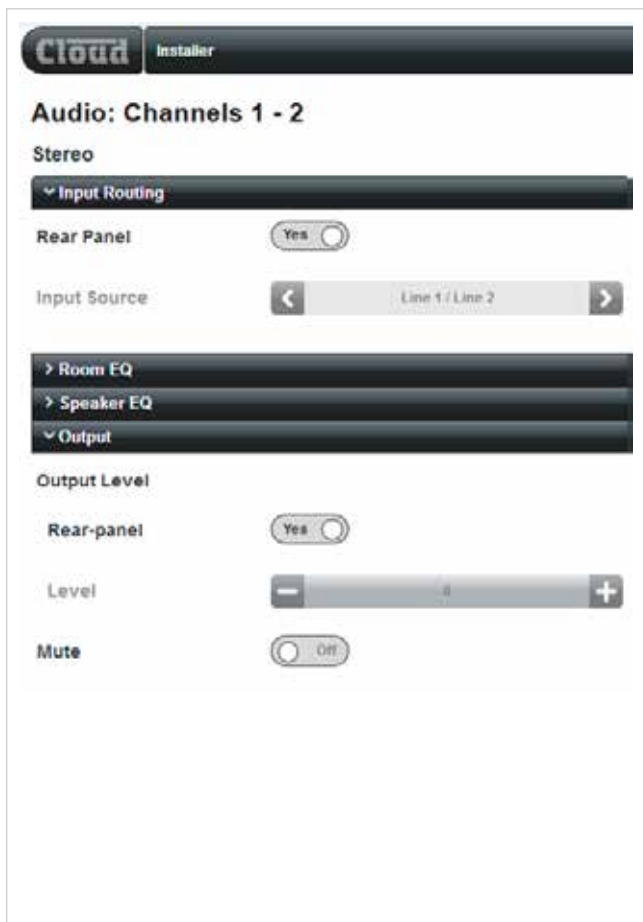 Cloud Installer
Audio: Channels 1 - 2
Stereo
Input Routing
Rear Panel Yes
Input Source Line 1 / Line 2
> Room EQ
> Speaker EQ
Output
Output Level
Rear-panel Yes
Level 0
Mute Off